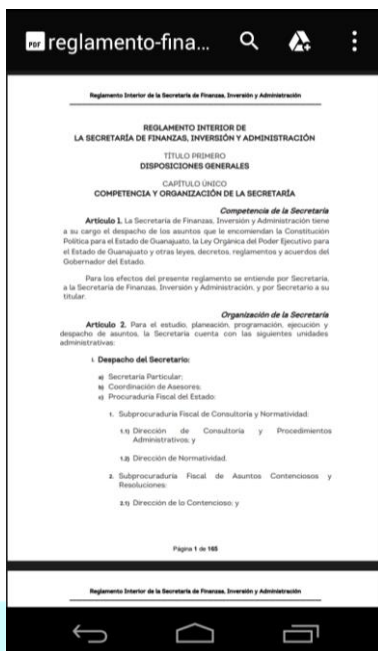 PDF reglamento-fina...
Reglamento Interior de la Secretaría de Finanzas, Inversión y Administración
REGLAMENTO INTERIOR DE
LA SECRETARÍA DE FINANZAS, INVERSIÓN Y ADMINISTRACIÓN
TÍTULO PRIMERO
DISPOSICIONES GENERALES
CAPÍTULO ÚNICO
COMPETENCIA Y ORGANIZACIÓN DE LA SECRETARÍA
Competencia de la Secretaría
Artículo 1. La Secretaría de Finanzas, Inversión y Administración tiene
a su cargo el despacho de los asuntos que le encomiendan la Constitución
Política para el Estado de Guanajuato, la Ley Orgánica del Poder Ejecutivo para
el Estado de Guanajuato y otras leyes, decretos, reglamentos y acuerdos del
Gobernador del Estado.
Para los efectos del presente reglamento se entiende por Secretaría,
a la Secretaría de Finanzas, Inversión y Administración, y por Secretario a su
titular.
Organización de la Secretaría
Artículo 2. Para el estudio, planeación, programación, ejecución y
despacho de asuntos, la Secretaría cuenta con las siguientes unidades
administrativas:
I. Despacho del Secretario:
a) Secretaría Particular;
b) Coordinación de Asesores;
c) Procuraduría Fiscal del Estado:
1. Subprocuraduría Fiscal de Consultoría y Normatividad:
1.1) Dirección de Consultoría y Procedimientos
Administrativos; y
1.2) Dirección de Normatividad.
2. Subprocuraduría Fiscal de Asuntos Contenciosos y
Resoluciones:
2.1) Dirección de lo Contencioso; y
Página 1 de 165
Reglamento Interior de la Secretaría de Finanzas, Inversión y Administración